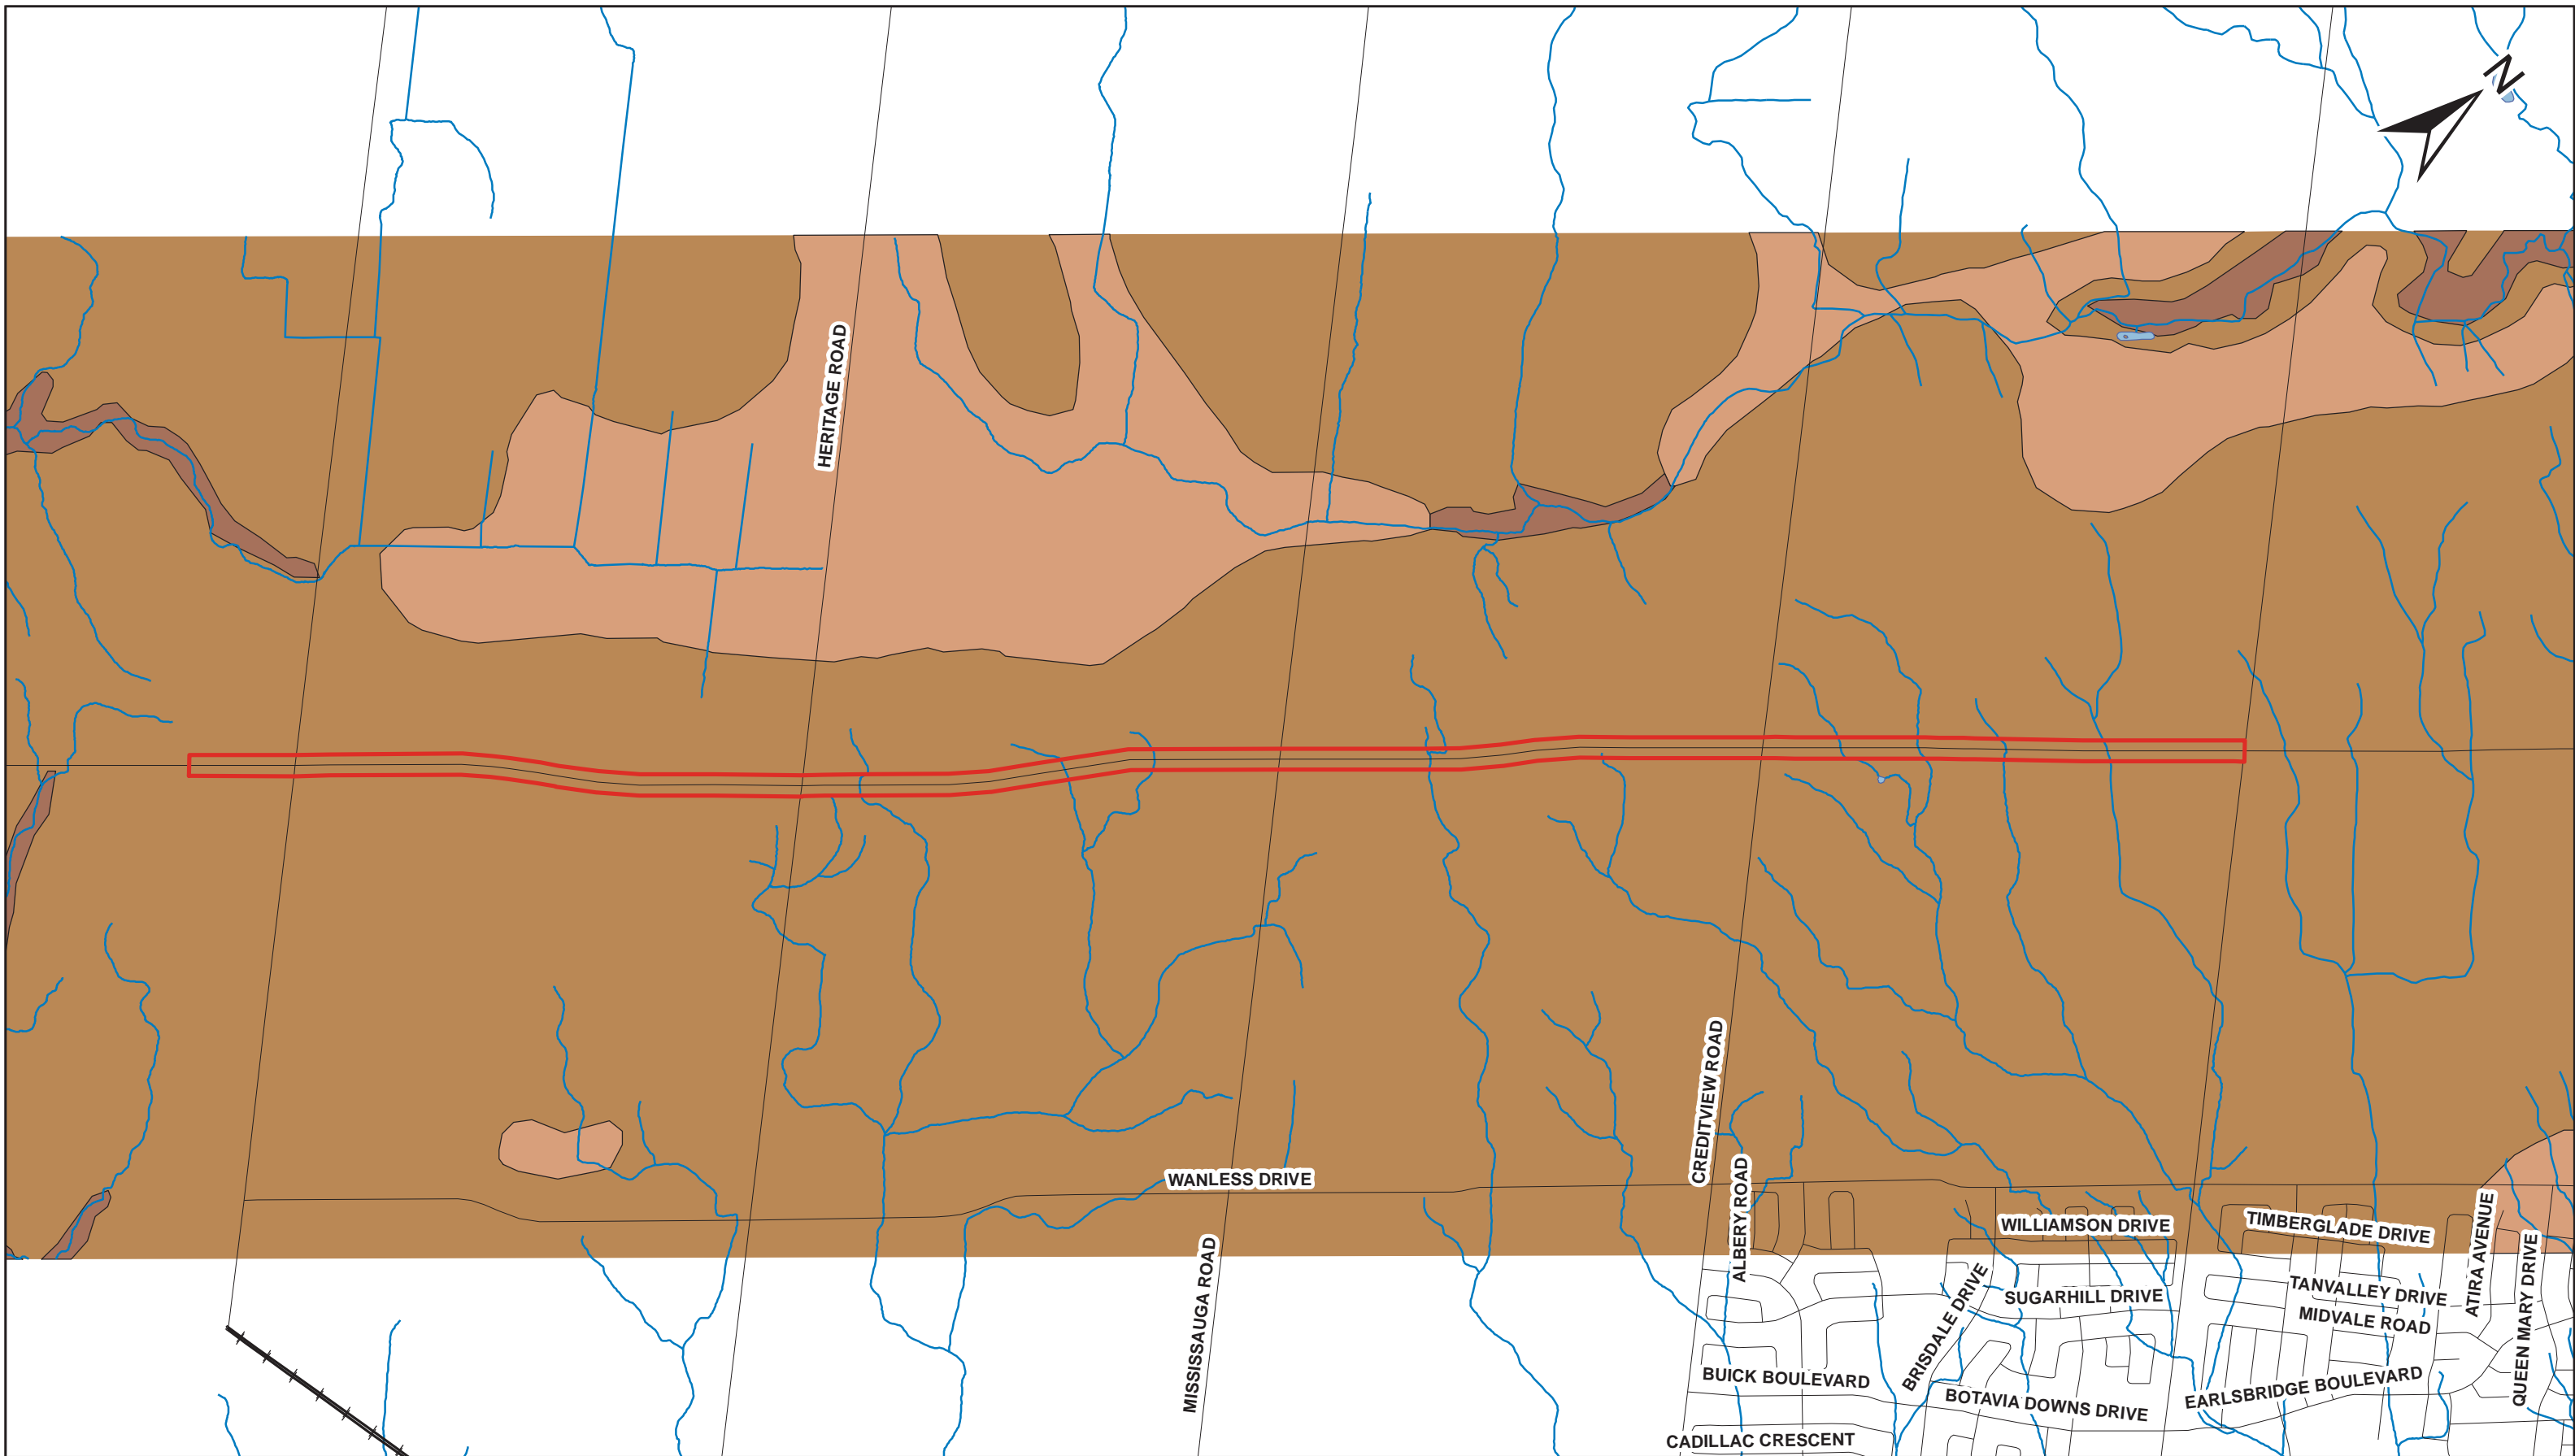 N
HERITAGE ROAD
CREDITVIEW ROAD
WANLESS DRIVE
ALBERY ROAD
MISSISSAUGA ROAD
WILLIAMSON DRIVE
TIMBERGLADE DRIVE
ATIRA AVENUE
QUEEN MARY DRIVE
BRISDALE DRIVE
SUGARHILL DRIVE
TANVALLEY DRIVE
MIDVALE ROAD
BUICK BOULEVARD
BOTAVIA DOWNS DRIVE
EARLSBRIDGE BOULEVARD
CADILLAC CRESCENT